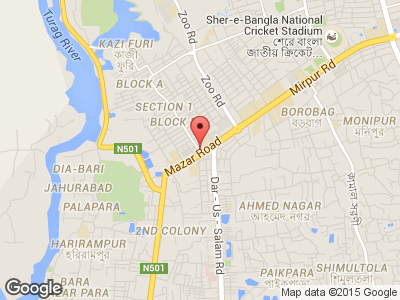 Turag River
KAZI FURI
কাজী
ফুরি
Zoo Rd
Sher-e-Bangla National
Cricket Stadium
শেরে বাংলা
জাতীয় ক্রিকেট...
BLOCK A
Zoo Rd
Mirpur Rd
SECTION 1
BLOCK
BOROBAG
বড়বাগ
MONIPUR
মনিপুর
N501
Mazar Road
DIA-BARI
JAHURABAD
PALAPARA
Dar - Us - Salam Rd
AHMED NAGAR
আহমেদ নগর
কামাল সরণী
2ND COLONY
HARIRAMPUR
হরিরামপুর
N501
PAIKPARA
পাইকপাড়া
SHIMULTOLA
শিমুলতলা
BARA
BAZAR PARA
Google
Map data ©2015 Google